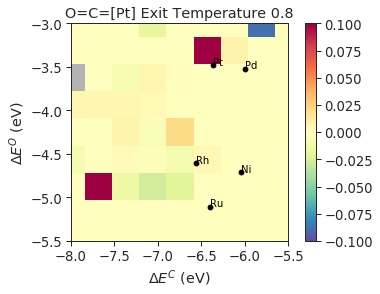 O=C=[Pt] Exit Temperature 0.8
−3.0
−3.5
−4.0
−4.5
−5.0
−5.5
ΔE^O (eV)
Pt
Pd
Rh
Ni
Ru
−8.0 −7.5 −7.0 −6.5 −6.0 −5.5
ΔE^C (eV)
0.100
0.075
0.050
0.025
0.000
−0.025
−0.050
−0.075
−0.100